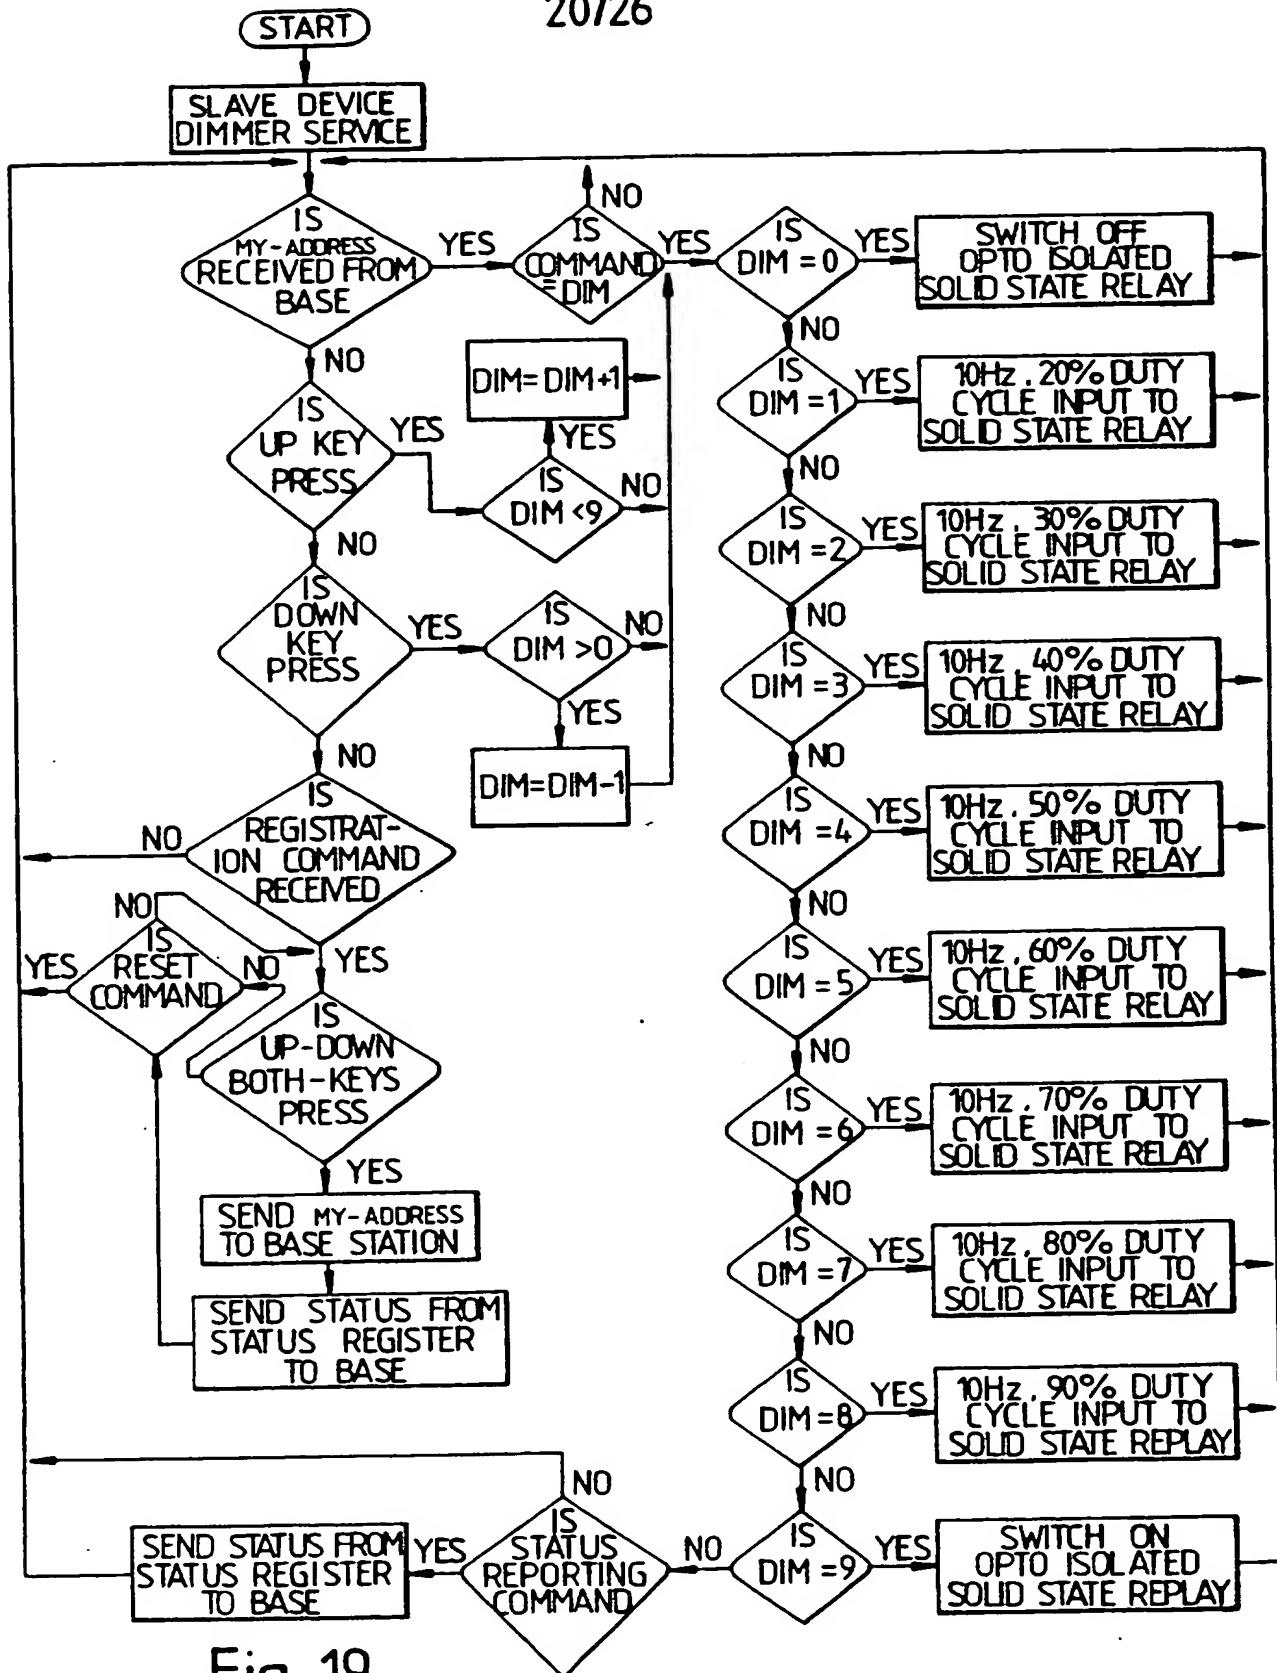 20/26
START
SLAVE DEVICE
DIMMER SERVICE
IS
MY-ADDRESS
RECEIVED FROM
BASE
YES
NO
IS
COMMAND
=DIM
NO
YES
IS
UP KEY
PRESS
YES
NO
IS
DIM <9
YES
NO
DIM=DIM+1
IS
DOWN
KEY
PRESS
YES
NO
IS
DIM >0
NO
YES
DIM=DIM-1
IS
REGISTRAT-
ION COMMAND
RECEIVED
NO
YES
IS
RESET
COMMAND
NO
YES
NO
IS
UP-DOWN
BOTH-KEYS
PRESS
YES
SEND MY-ADDRESS
TO BASE STATION
SEND STATUS FROM
STATUS REGISTER
TO BASE
IS
DIM =0
YES
SWITCH OFF
OPTO ISOLATED
SOLID STATE RELAY
NO
IS
DIM =1
YES
10Hz. 20% DUTY
CYCLE INPUT TO
SOLID STATE RELAY
NO
IS
DIM =2
YES
10Hz. 30% DUTY
CYCLE INPUT TO
SOLID STATE RELAY
NO
IS
DIM =3
YES
10Hz. 40% DUTY
CYCLE INPUT TO
SOLID STATE RELAY
NO
IS
DIM =4
YES
10Hz. 50% DUTY
CYCLE INPUT TO
SOLID STATE RELAY
NO
IS
DIM =5
YES
10Hz. 60% DUTY
CYCLE INPUT TO
SOLID STATE RELAY
NO
IS
DIM =6
YES
10Hz. 70% DUTY
CYCLE INPUT TO
SOLID STATE RELAY
NO
IS
DIM =7
YES
10Hz. 80% DUTY
CYCLE INPUT TO
SOLID STATE RELAY
NO
IS
DIM=8
YES
10Hz. 90% DUTY
CYCLE INPUT TO
SOLID STATE REPLAY
NO
IS
DIM =9
YES
SWITCH ON
OPTO ISOLATED
SOLID STATE REPLAY
NO
IS
STATUS
REPORTING
COMMAND
NO
YES
SEND STATUS FROM
STATUS REGISTER
TO BASE
Fig. 19